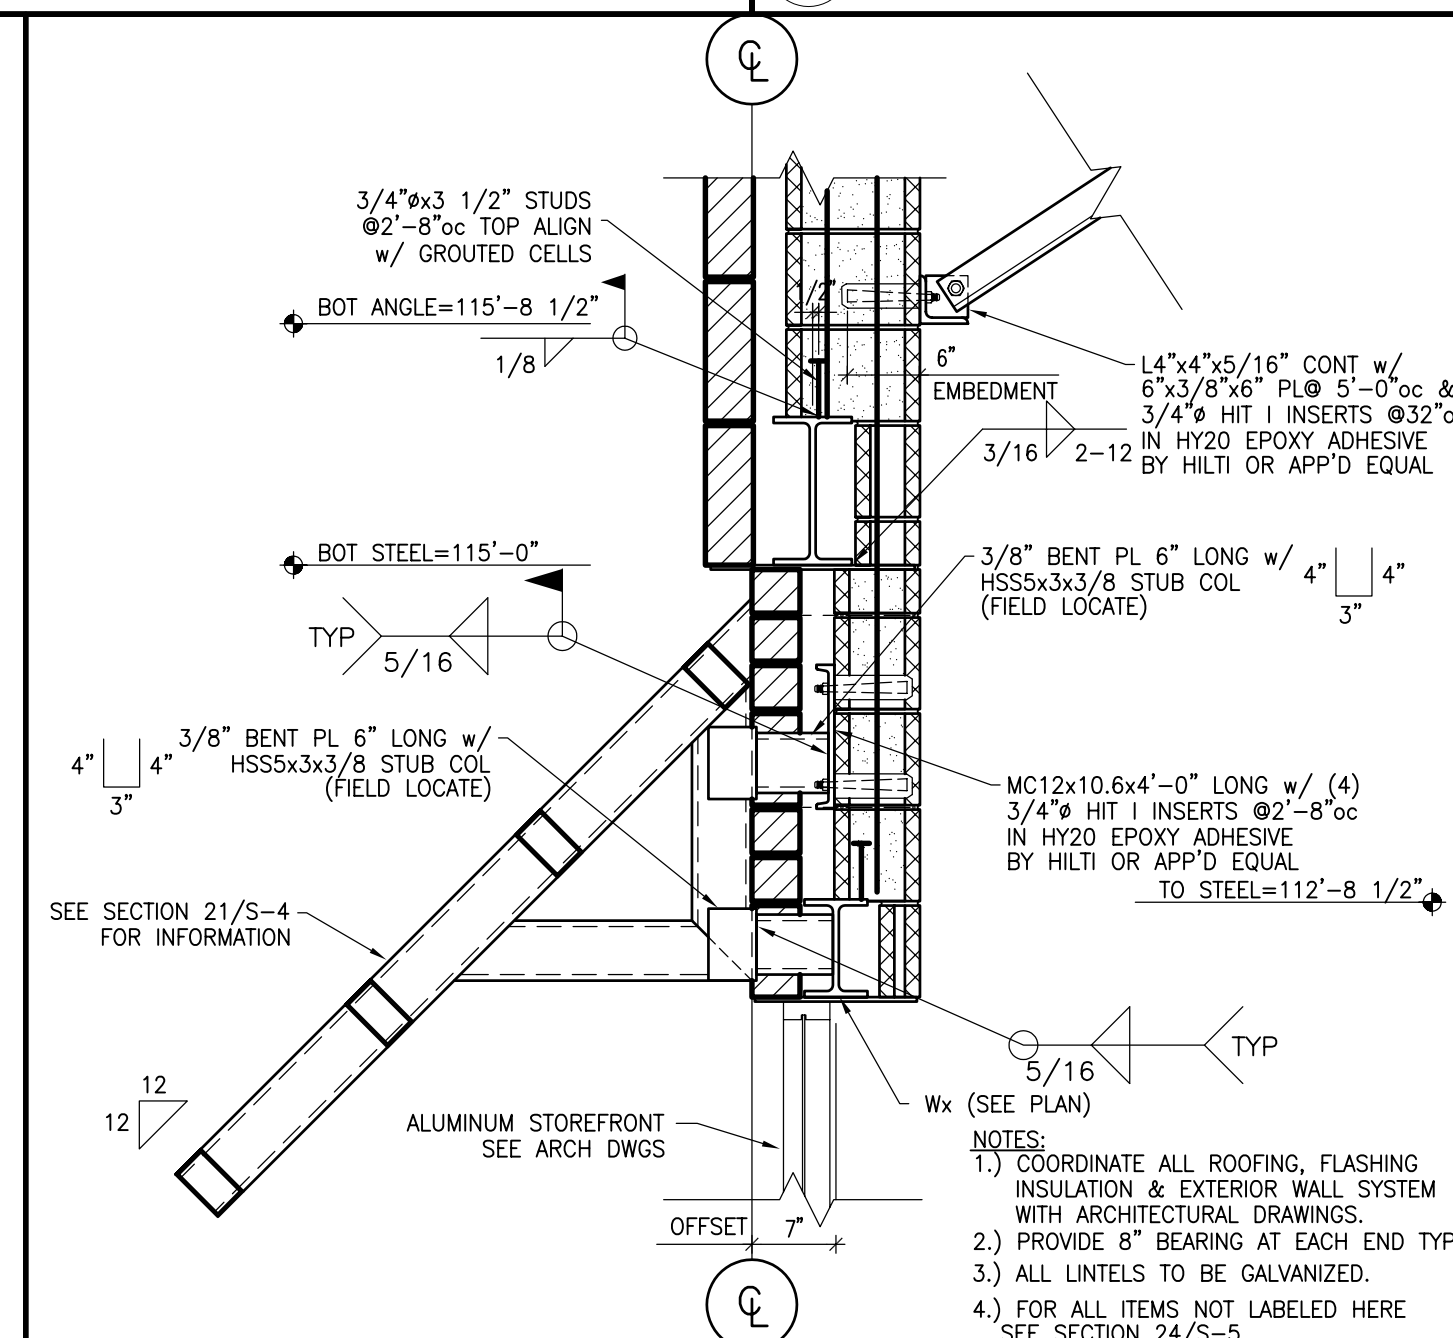 ℄
3/4"øx3 1/2" STUDS
@2'-8"oc TOP ALIGN
w/ GROUTED CELLS
BOT ANGLE=115'-8 1/2"
1/8
6"
EMBEDMENT
L4"x4"x5/16" CONT w/
6"x3/8"x6" PL@ 5'-0"oc &
3/4"ø HIT I INSERTS @32"o
IN HY20 EPOXY ADHESIVE
BY HILTI OR APP'D EQUAL
3/16 2-12
BOT STEEL=115'-0"
3/8" BENT PL 6" LONG w/
HSS5x3x3/8 STUB COL
(FIELD LOCATE)
4" 4"
3"
TYP
5/16
3/8" BENT PL 6" LONG w/
HSS5x3x3/8 STUB COL
(FIELD LOCATE)
4" 4"
3"
MC12x10.6x4'-0" LONG w/ (4)
3/4"ø HIT I INSERTS @2'-8"oc
IN HY20 EPOXY ADHESIVE
BY HILTI OR APP'D EQUAL
TO STEEL=112'-8 1/2"
SEE SECTION 21/S-4
FOR INFORMATION
TYP
5/16
12
12
ALUMINUM STOREFRONT
SEE ARCH DWGS
Wx (SEE PLAN)
OFFSET 7"
NOTES:
1.) COORDINATE ALL ROOFING, FLASHING
INSULATION & EXTERIOR WALL SYSTEM
WITH ARCHITECTURAL DRAWINGS.
2.) PROVIDE 8" BEARING AT EACH END TYP
3.) ALL LINTELS TO BE GALVANIZED.
4.) FOR ALL ITEMS NOT LABELED HERE
SEE SECTION 24/S-5
℄